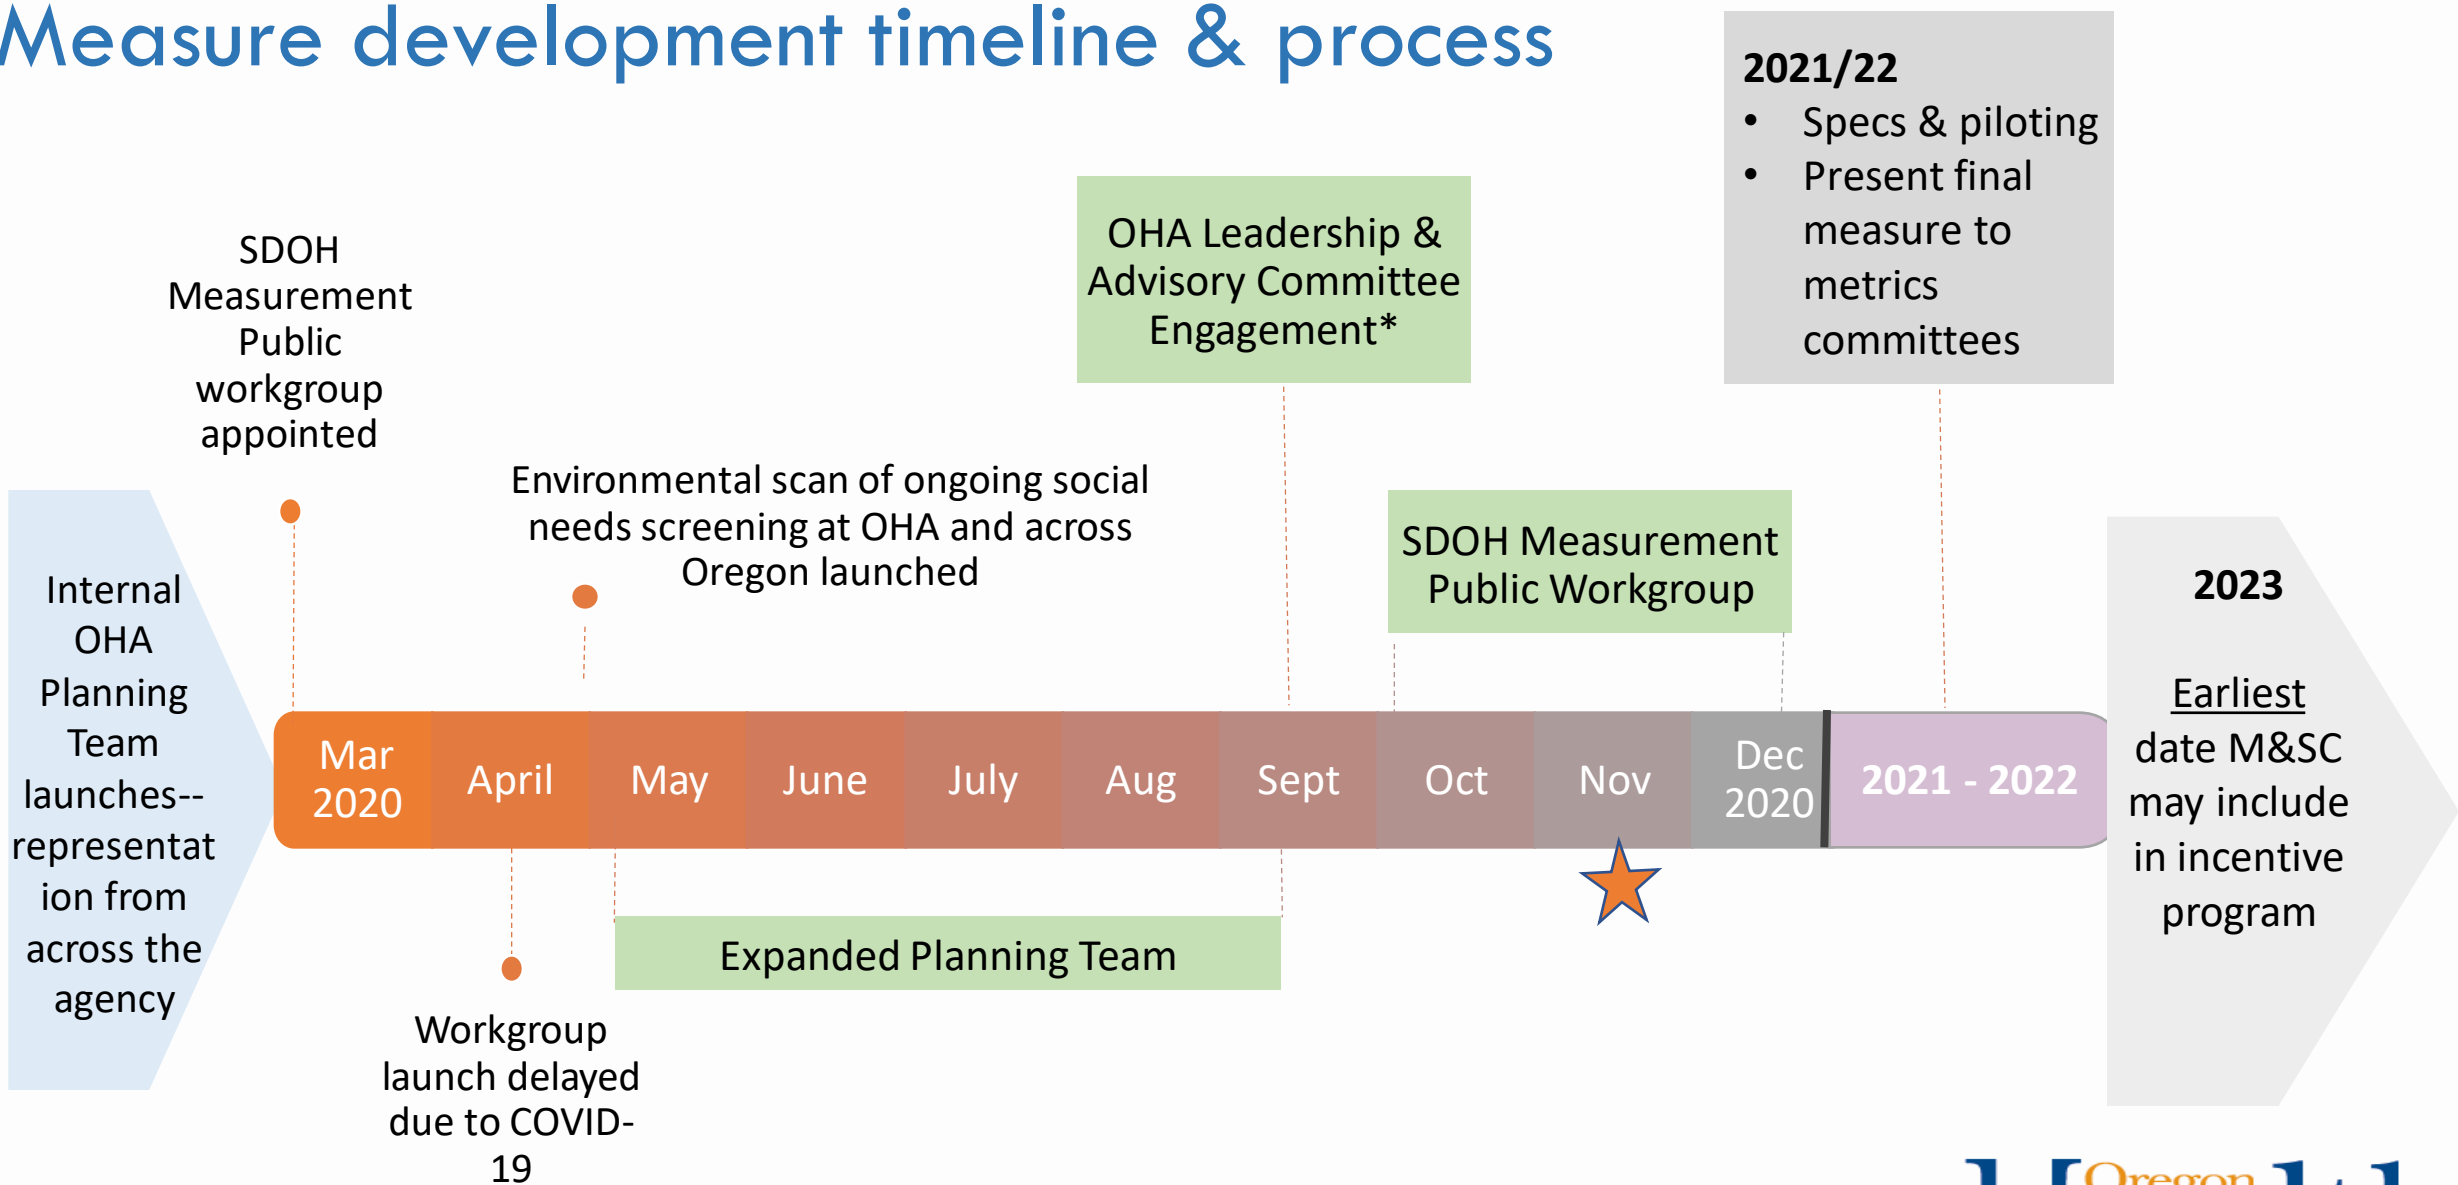 Measure development timeline & process
2021/22
• Specs & piloting
• Present final
measure to
metrics
committees
OHA Leadership &
Advisory Committee
Engagement*
SDOH
Measurement
Public
workgroup
appointed
Environmental scan of ongoing social
needs screening at OHA and across
Oregon launched
SDOH Measurement
Public Workgroup
Internal
OHA
Planning
Team
launches--
representat
ion from
across the
agency
2023
Earliest
date M&SC
may include
in incentive
program
Mar
2020
April
May
June
July
Aug
Sept
Oct
Nov
Dec
2020
2021 - 2022
Expanded Planning Team
Workgroup
launch delayed
due to COVID-
19
Oregon